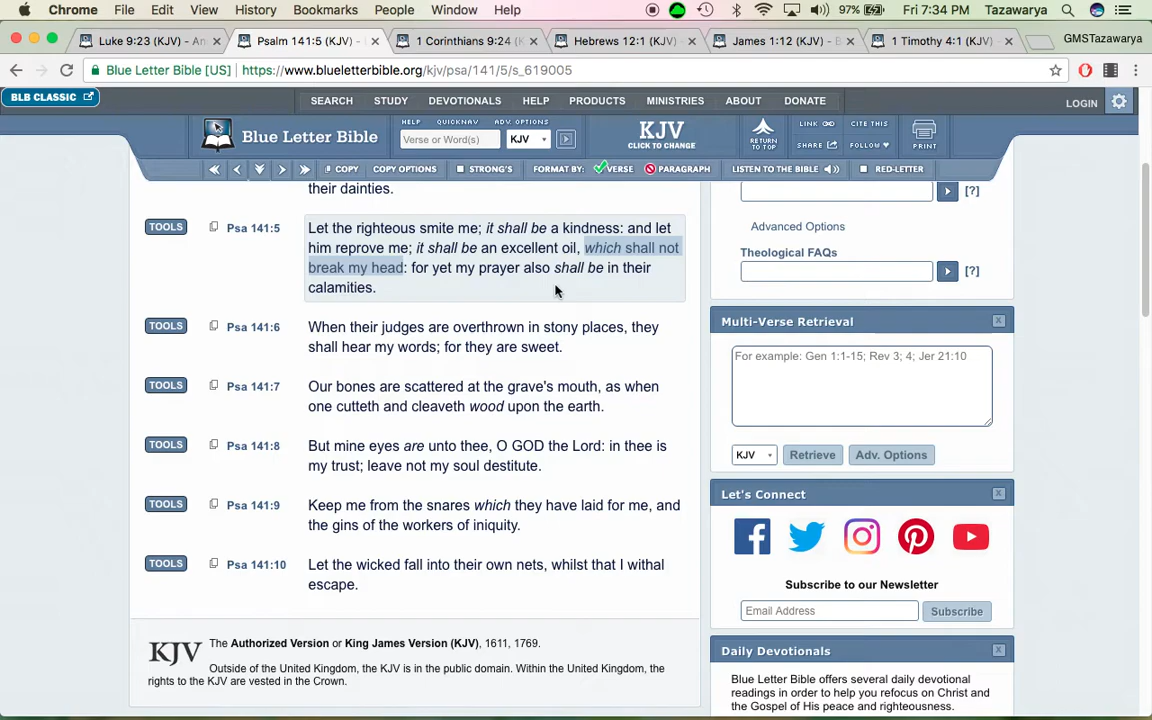 Chrome File Edit View History Bookmarks People Window Help 97% Fri 7:34 PM Tazawarya
Luke 9:23 (KJV) - An Psalm 141:5 (KJV) - 1 Corinthians 9:24 (KJV) - Hebrews 12:1 (KJV) - James 1:12 (KJV) - B 1 Timothy 4:1 (KJV) - GMSTazawarya
Blue Letter Bible [US] https://www.blueletterbible.org/kjv/psa/141/5/s_619005
BLB CLASSIC
SEARCH STUDY DEVOTIONALS HELP PRODUCTS MINISTRIES ABOUT DONATE LOGIN
HELP QUICKNAV ADV. OPTIONS
Blue Letter Bible Verse or Word(s) KJV
KJV
CLICK TO CHANGE
RETURN
TO TOP
LINK CITE THIS
SHARE FOLLOW PRINT
COPY COPY OPTIONS STRONG'S FORMAT BY: VERSE PARAGRAPH LISTEN TO THE BIBLE RED-LETTER
their dainties.
TOOLS Psa 141:5 Let the righteous smite me; it shall be a kindness: and let
him reprove me; it shall be an excellent oil, which shall not
break my head: for yet my prayer also shall be in their
calamities.
TOOLS Psa 141:6 When their judges are overthrown in stony places, they
shall hear my words; for they are sweet.
TOOLS Psa 141:7 Our bones are scattered at the grave's mouth, as when
one cutteth and cleaveth wood upon the earth.
TOOLS Psa 141:8 But mine eyes are unto thee, O GOD the Lord: in thee is
my trust; leave not my soul destitute.
TOOLS Psa 141:9 Keep me from the snares which they have laid for me, and
the gins of the workers of iniquity.
TOOLS Psa 141:10 Let the wicked fall into their own nets, whilst that I withal
escape.
KJV The Authorized Version or King James Version (KJV), 1611, 1769.
Outside of the United Kingdom, the KJV is in the public domain. Within the United Kingdom, the
rights to the KJV are vested in the Crown.
[?]
Advanced Options
Theological FAQs
[?]
Multi-Verse Retrieval
For example: Gen 1:1-15; Rev 3; 4; Jer 21:10
KJV Retrieve Adv. Options
Let's Connect
Subscribe to our Newsletter
Email Address Subscribe
Daily Devotionals
Blue Letter Bible offers several daily devotional
readings in order to help you refocus on Christ and
the Gospel of His peace and righteousness.